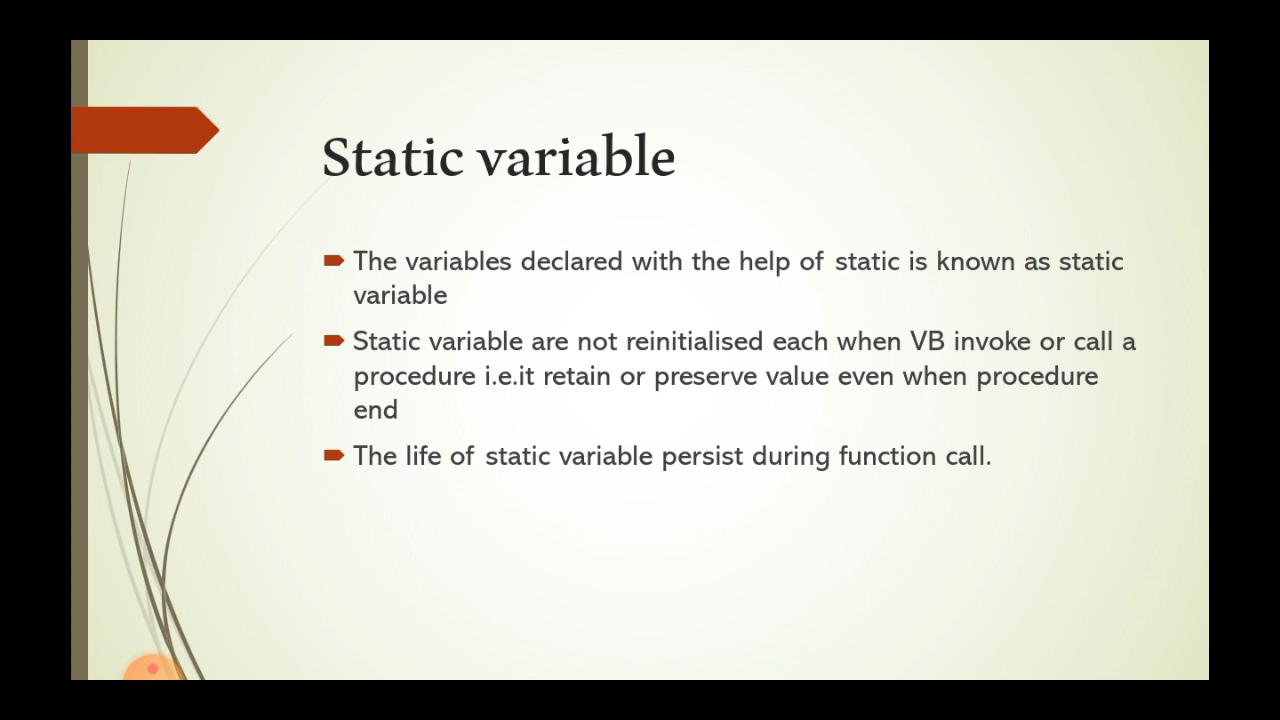 Static variable
The variables declared with the help of static is known as static
variable
Static variable are not reinitialised each when VB invoke or call a
procedure i.e.it retain or preserve value even when procedure
end
The life of static variable persist during function call.